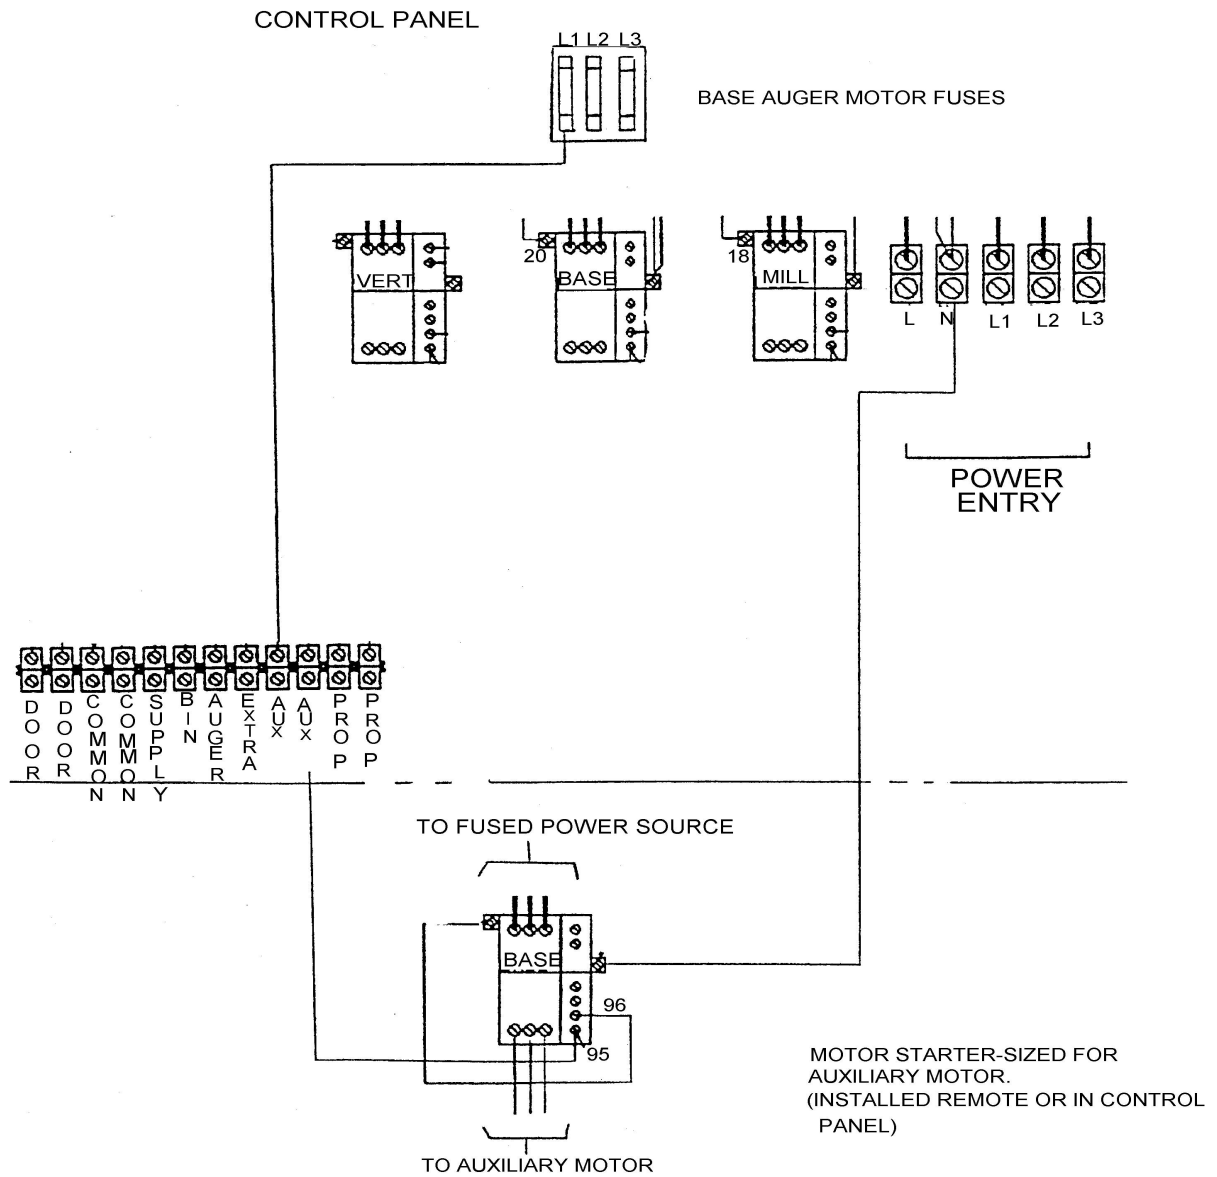 CONTROL PANEL
L1 L2 L3
BASE AUGER MOTOR FUSES
20
18
VERT
BASE
MILL
L N L1 L2 L3
POWER
ENTRY
DOOR
DOOR
COMMON
COMMON
SUPPLY
BIN
AUGER
EXTRA
AUX
AUX
PROP
PROP
TO FUSED POWER SOURCE
BASE
96
95
MOTOR STARTER-SIZED FOR
AUXILIARY MOTOR.
(INSTALLED REMOTE OR IN CONTROL
PANEL)
TO AUXILIARY MOTOR